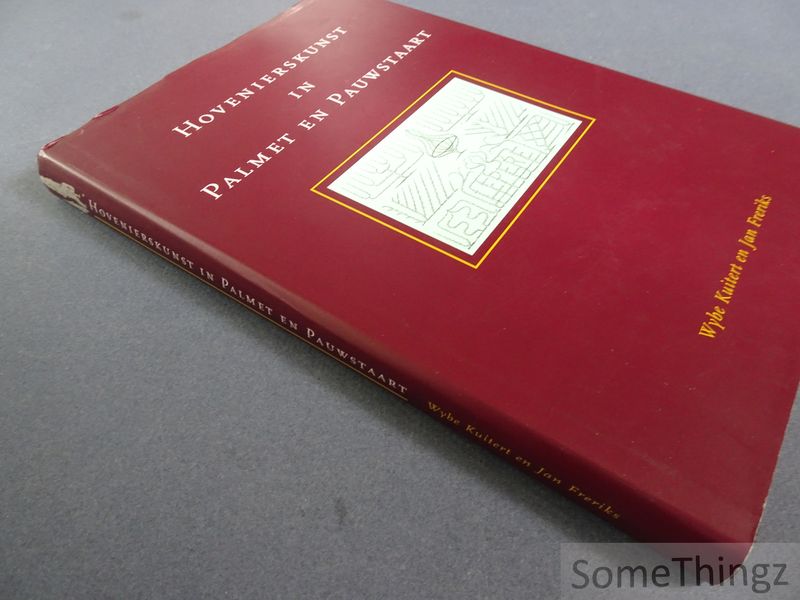 HOVENIERSKUNST
IN
PALMET EN PAUWSTAART
Wybe Kuitert en Jan Freriks
HOVENIERSKUNST IN PALMET EN PAUWSTAART
Wybe Kuitert en Jan Freriks
SomeThingz